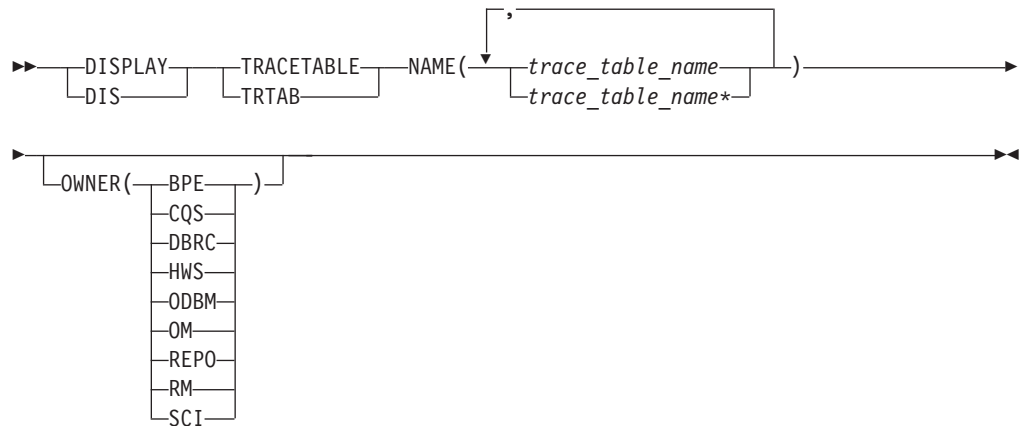 ,
DISPLAY TRACETABLE NAME( trace_table_name )
DIS TRTAB trace_table_name*
OWNER( BPE )
CQS
DBRC
HWS
ODBM
OM
REPO
RM
SCI